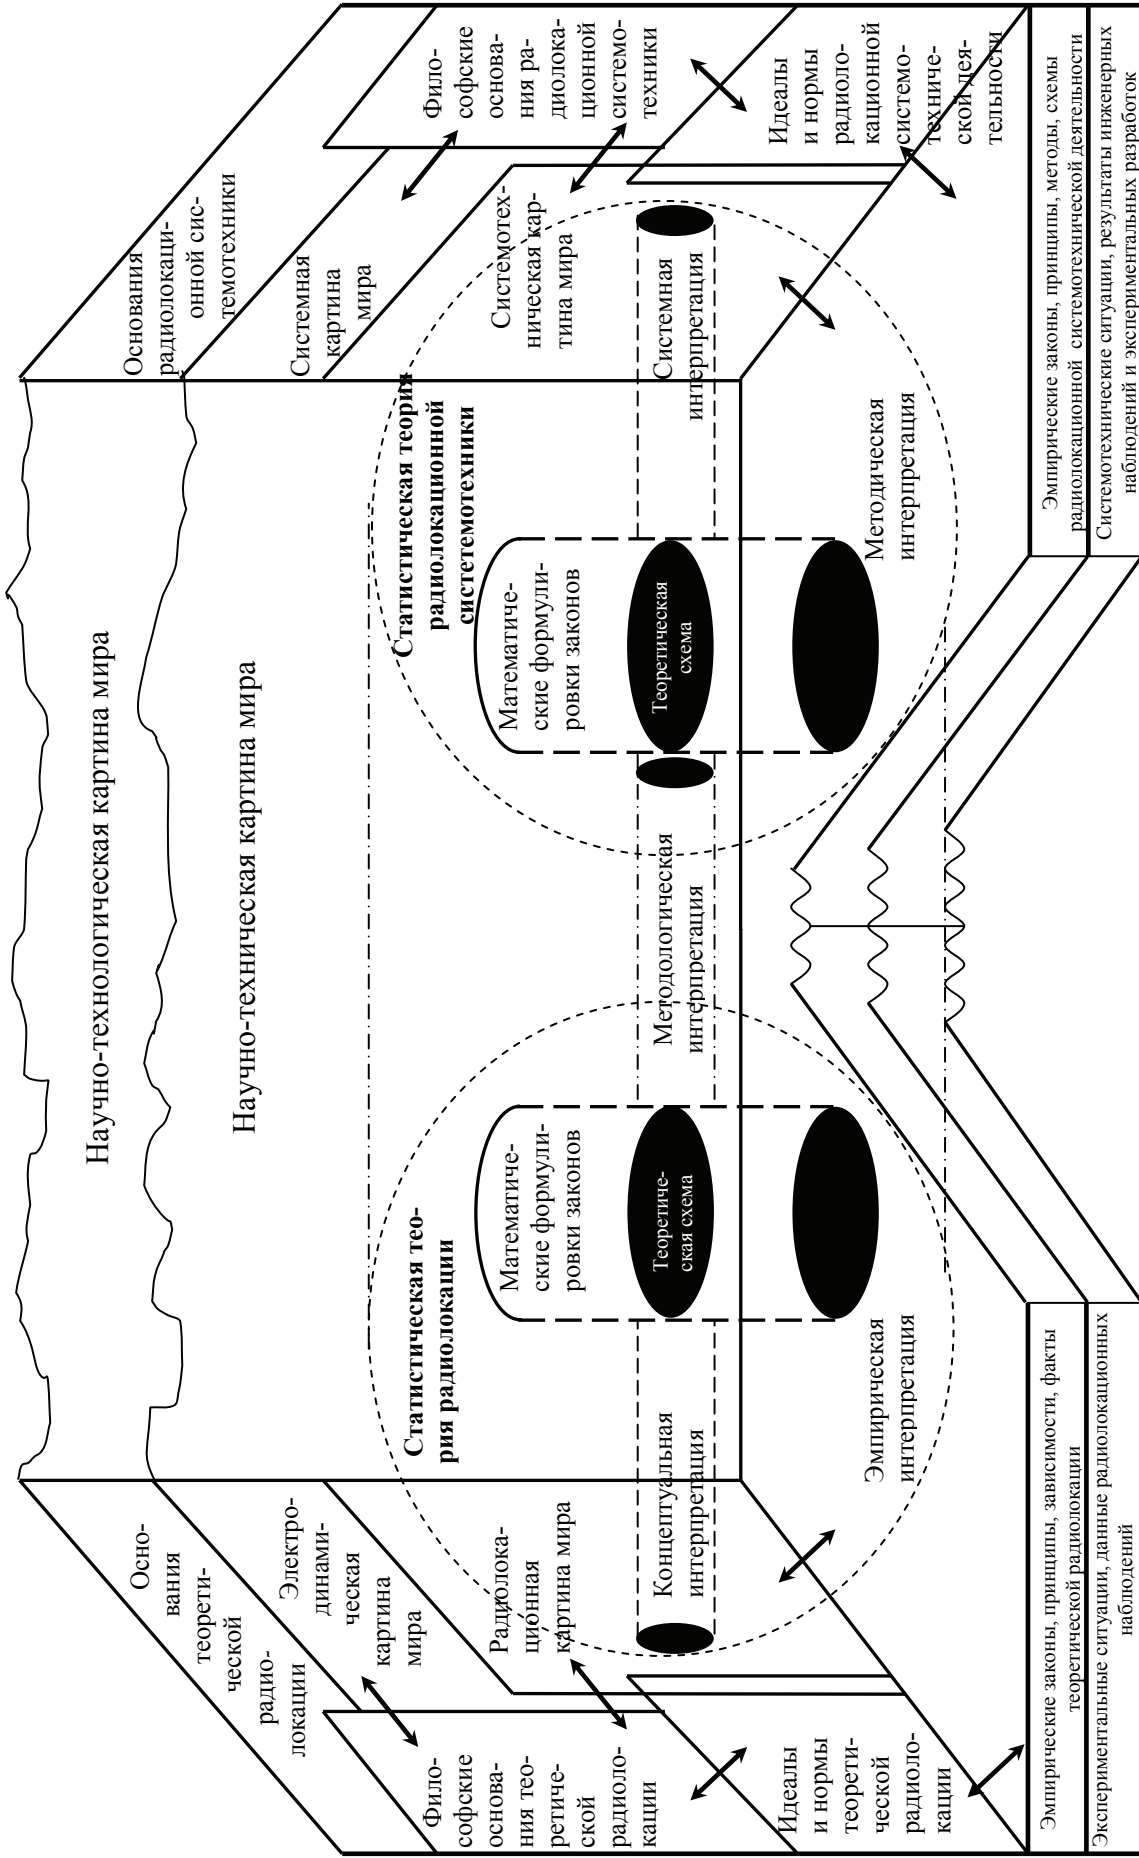 Научно-технологическая картина мира
Научно-техническая картина мира
Осно-
вания
теорети-
ческой
радио-
локации
Электро-
динами-
ческая
картина
мира
Радиолока-
ционная
картина мира
Фило-
софские
основа-
ния тео-
ретиче-
ской
радиоло-
кации
Идеалы
и нормы
теорети-
ческой
радиоло-
кации
Статистическая тео-
рия радиолокации
Математиче-
ские формули-
ровки законов
Теоретиче-
ская схема
Концептуальная
интерпретация
Эмпирическая
интерпретация
Методологическая
интерпретация
Статистическая теория
радиолокационной
систетемотехники
Математиче-
ские формули-
ровки законов
Теоретическая
схема
Системная
интерпретация
Методическая
интерпретация
Основания
радиолокаци-
онной сис-
темотехники
Системная
картина
мира
Системотех-
ническая кар-
тина мира
Фило-
софские
основа-
ния ра-
диолока-
ционной
системо-
техники
Идеалы
и нормы
радиоло-
кационной
системо-
техниче-
ской дея-
тельности
Эмпирические законы, принципы, зависимости, факты
теоретической радиолокации
Экспериментальные ситуации, данные радиолокационных
наблюдений
Эмпирические законы, принципы, методы, схемы
радиолокационной системотехнической деятельности
Системотехнические ситуации, результаты инженерных
наблюдений и экспериментальных разработок